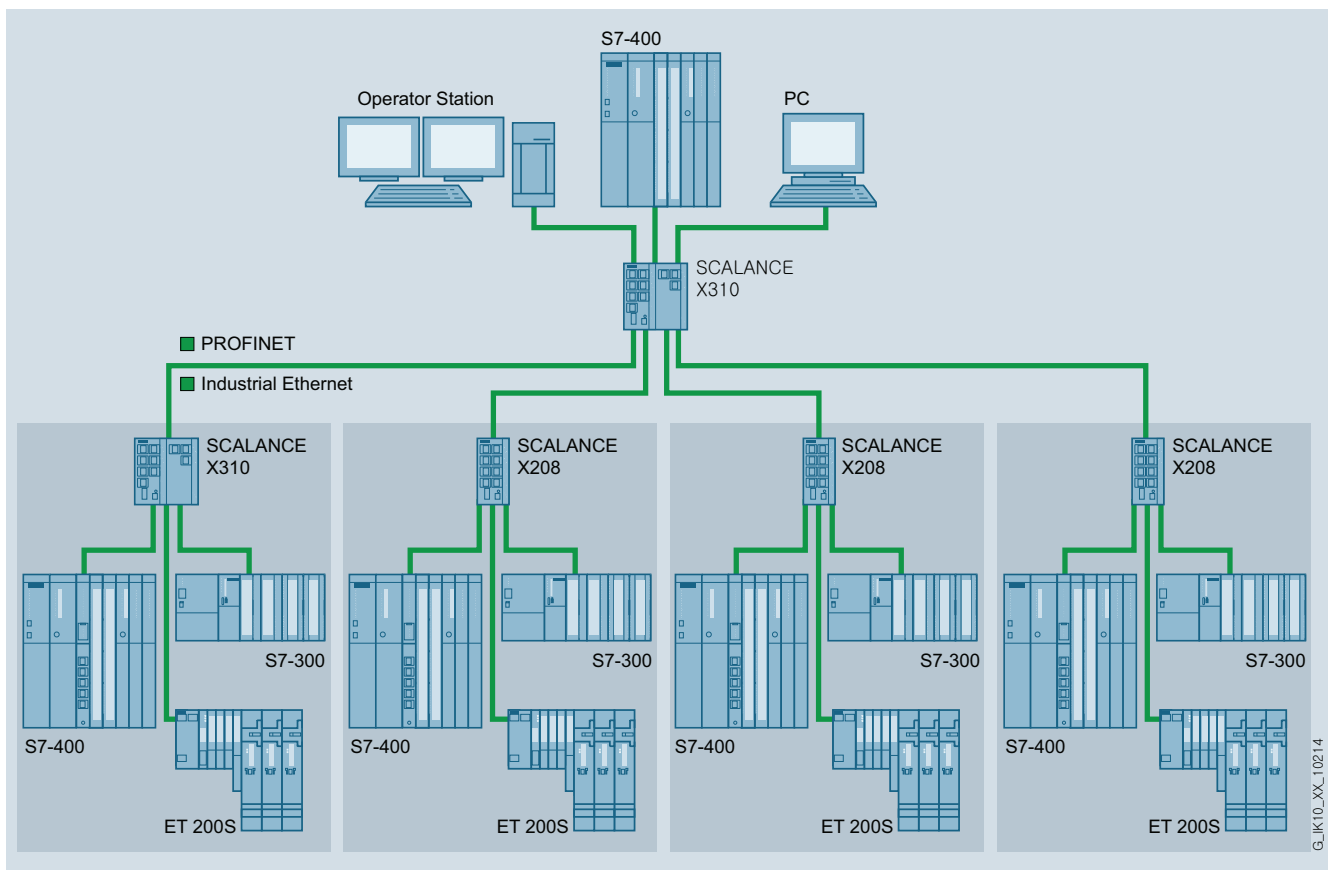 S7-400
Operator Station
PC
SCALANCE
X310
PROFINET
Industrial Ethernet
SCALANCE
X310
SCALANCE
X208
SCALANCE
X208
SCALANCE
X208
S7-300
S7-300
S7-300
S7-300
S7-400
S7-400
S7-400
S7-400
ET 200S
ET 200S
ET 200S
ET 200S
G_IK10_XX_10214